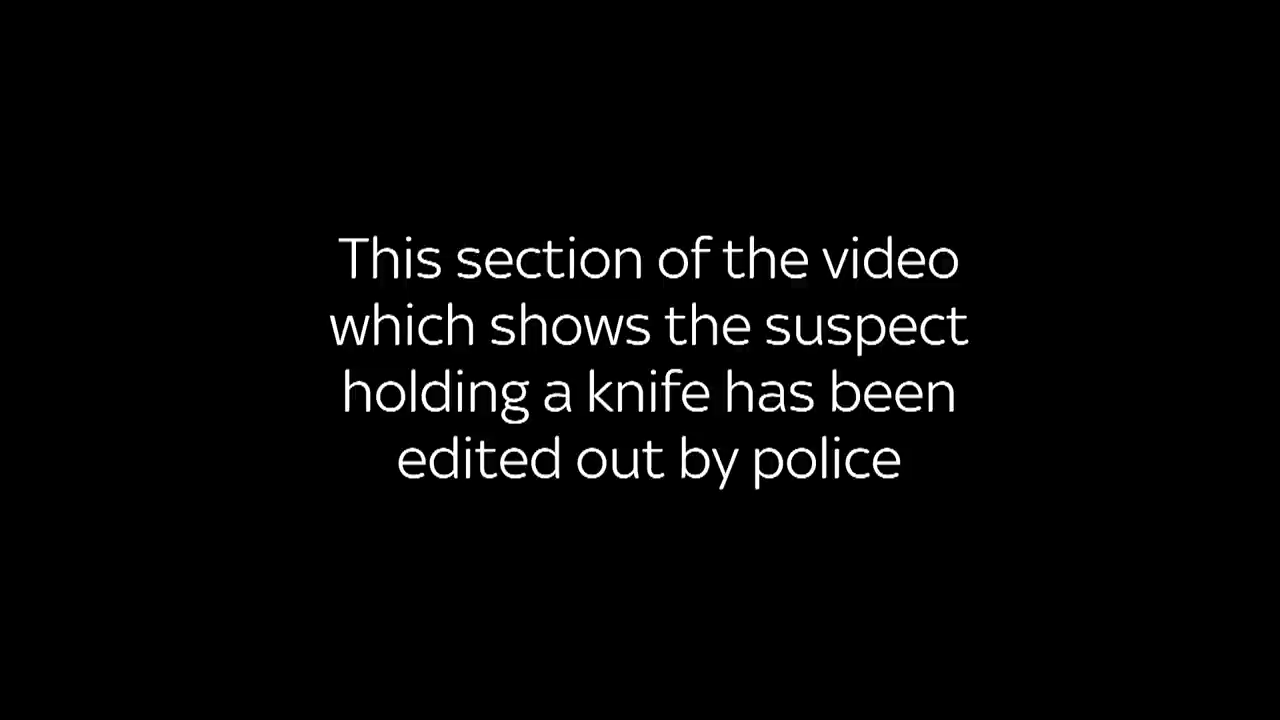 This section of the video
which shows the suspect
holding a knife has been
edited out by police